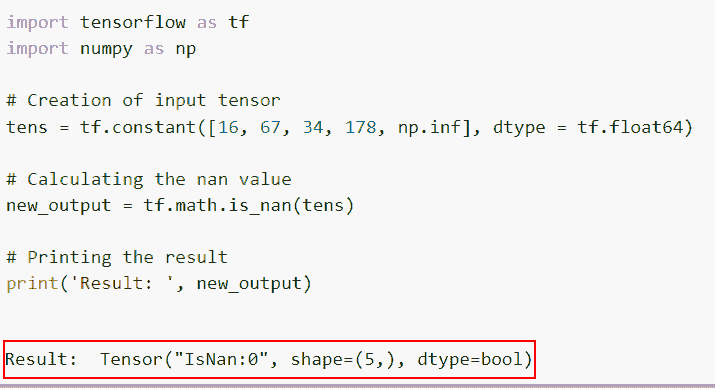 import tensorflow as tf
import numpy as np
# Creation of input tensor
tens = tf.constant([16, 67, 34, 178, np.inf], dtype = tf.float64)
# Calculating the nan value
new_output = tf.math.is_nan(tens)
# Printing the result
print('Result: ', new_output)
Result:  Tensor("IsNan:0", shape=(5,), dtype=bool)